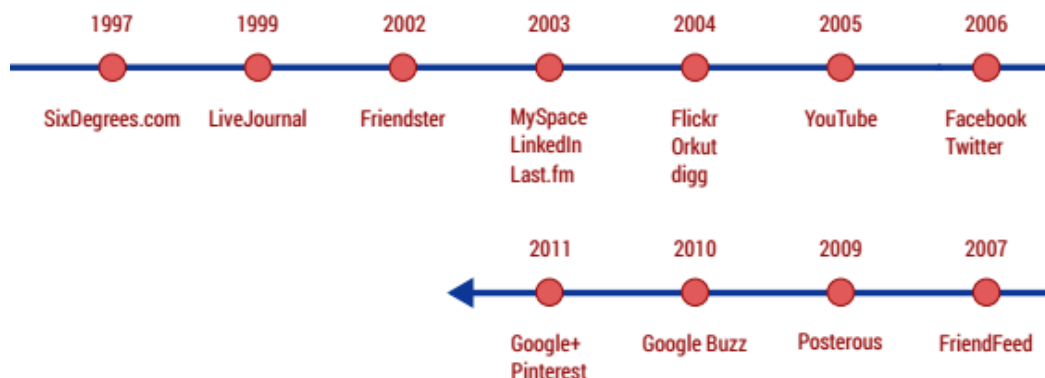 1997
1999
2002
2003
2004
2005
2006
SixDegrees.com
LiveJournal
Friendster
MySpace
LinkedIn
Last.fm
Flickr
Orkut
digg
YouTube
Facebook
Twitter
2011
2010
2009
2007
Google+
Pinterest
Google Buzz
Posterous
FriendFeed